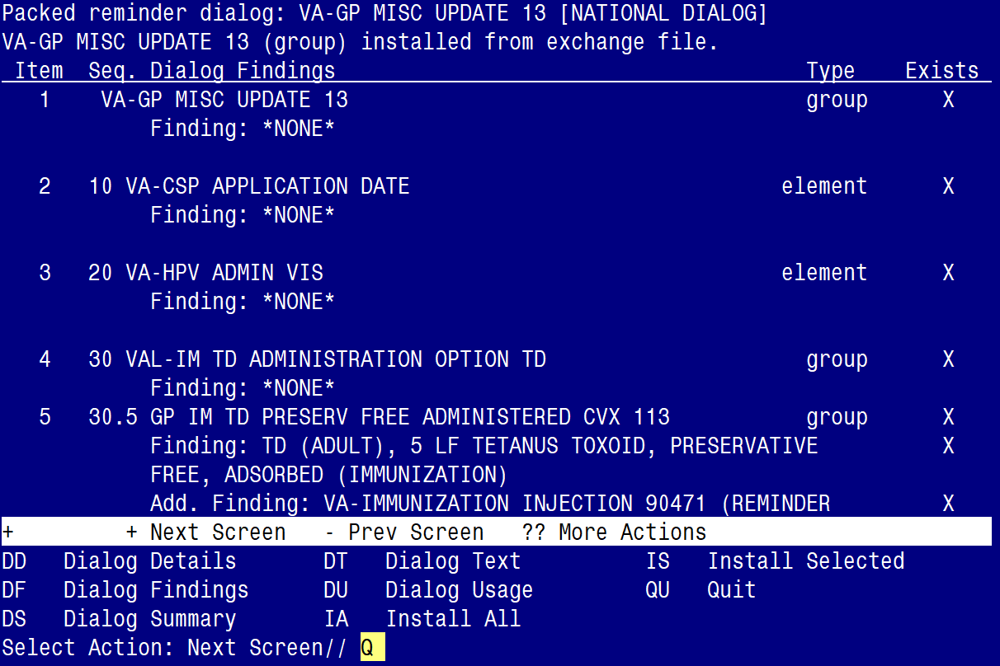 Packed reminder dialog: VA-GP MISC UPDATE 13 [NATIONAL DIALOG]
VA-GP MISC UPDATE 13 (group) installed from exchange file.
Item Seq. Dialog Findings Type Exists
1 VA-GP MISC UPDATE 13 group X
Finding: *NONE*
2 10 VA-CSP APPLICATION DATE element X
Finding: *NONE*
3 20 VA-HPV ADMIN VIS element X
Finding: *NONE*
4 30 VAL-IM TD ADMINISTRATION OPTION TD group X
Finding: *NONE*
5 30.5 GP IM TD PRESERV FREE ADMINISTERED CVX 113 group X
Finding: TD (ADULT), 5 LF TETANUS TOXOID, PRESERVATIVE X
FREE, ADSORBED (IMMUNIZATION)
Add. Finding: VA-IMMUNIZATION INJECTION 90471 (REMINDER X
+ + Next Screen - Prev Screen ?? More Actions
DD Dialog Details DT Dialog Text IS Install Selected
DF Dialog Findings DU Dialog Usage QU Quit
DS Dialog Summary IA Install All
Select Action: Next Screen// Q